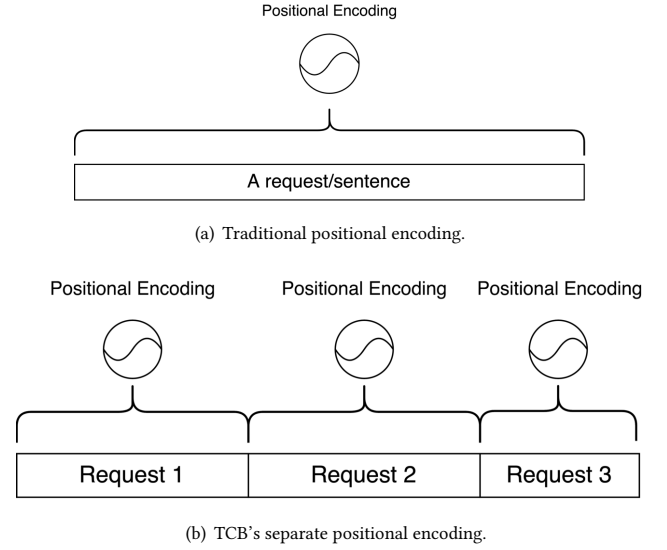 Positional Encoding
A request/sentence
(a) Traditional positional encoding.
Positional Encoding Positional Encoding Positional Encoding
Request 1 Request 2 Request 3
(b) TCB's separate positional encoding.